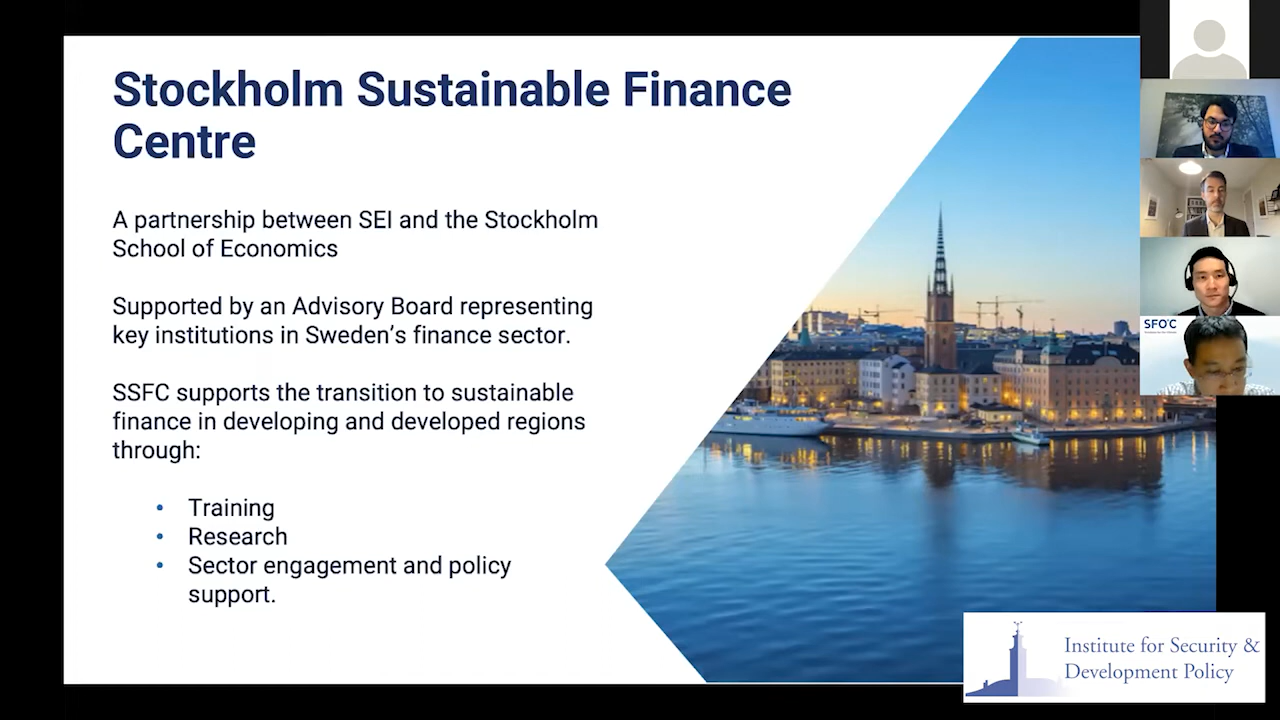 Stockholm Sustainable Finance
Centre
A partnership between SEI and the Stockholm
School of Economics
Supported by an Advisory Board representing
key institutions in Sweden’s finance sector.
SSFC supports the transition to sustainable
finance in developing and developed regions
through:
• Training
• Research
• Sector engagement and policy
support.
SFOC
Institute for Security &
Development Policy